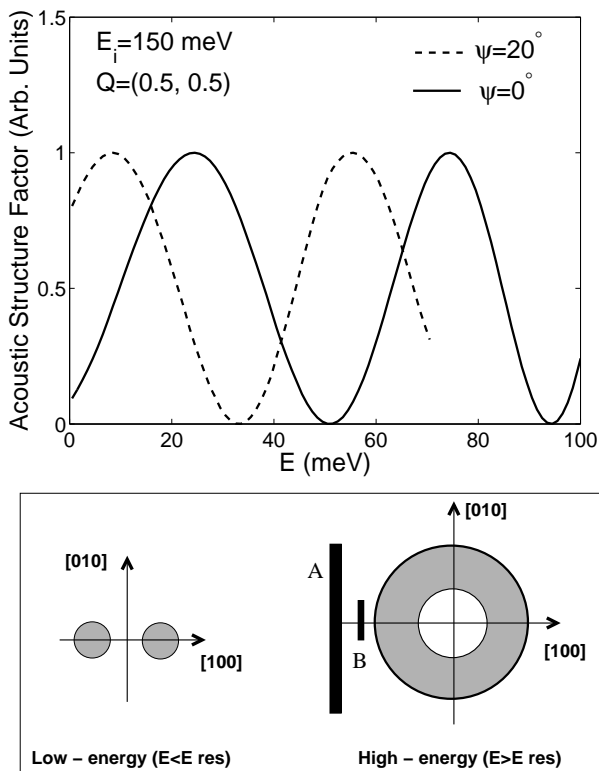 Acoustic Structure Factor (Arb. Units)
1.5
1
0.5
0
E_i=150 meV
Q=(0.5, 0.5)
ψ=20°
ψ=0°
0 20 40 60 80 100
E (meV)
[010]
[100]
Low – energy (E<E res)
[010]
A
B
[100]
High – energy (E>E res)